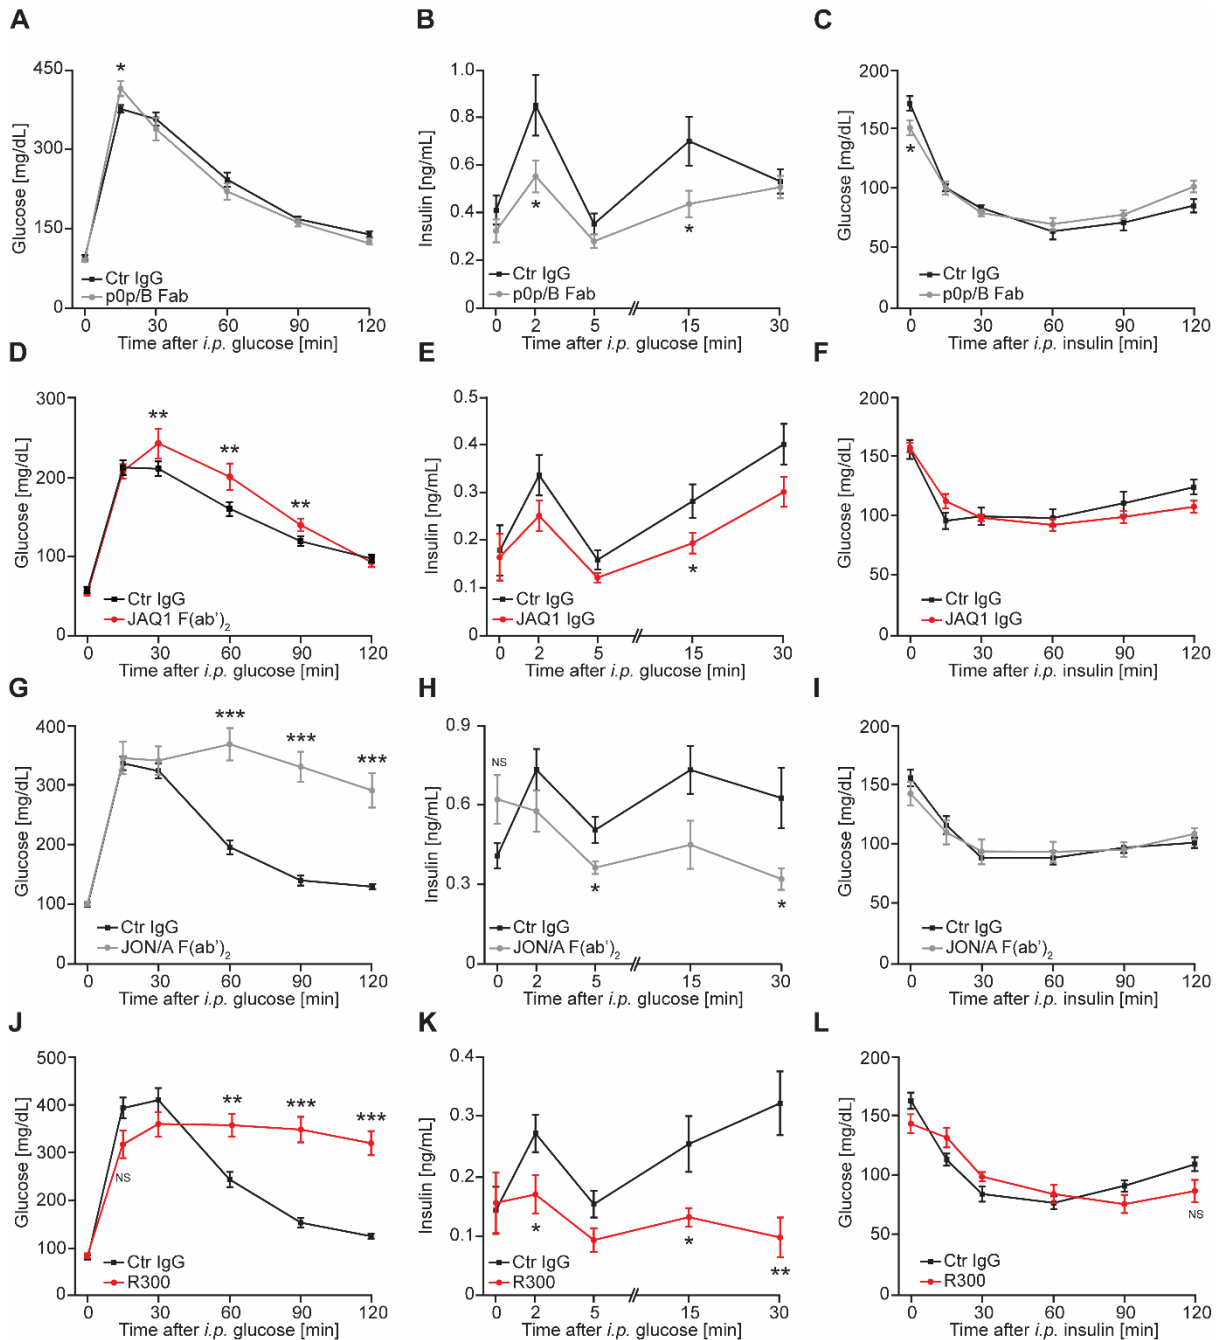 A
Glucose [mg/dL]
450
300
150
0
*
Ctr IgG
p0p/B Fab
0 30 60 90 120
Time after i.p. glucose [min]
B
Insulin [ng/mL]
1.0
0.8
0.6
0.4
0.2
0
*
*
Ctr IgG
p0p/B Fab
0 2 5 15 30
Time after i.p. glucose [min]
C
Glucose [mg/dL]
200
150
100
50
0
*
Ctr IgG
p0p/B Fab
0 30 60 90 120
Time after i.p. insulin [min]
D
Glucose [mg/dL]
300
200
100
0
** ** **
Ctr IgG
JAQ1 F(ab')2
0 30 60 90 120
Time after i.p. glucose [min]
E
Insulin [ng/mL]
0.5
0.4
0.3
0.2
0.1
0
*
Ctr IgG
JAQ1 IgG
0 2 5 15 30
Time after i.p. glucose [min]
F
Glucose [mg/dL]
200
150
100
50
0
Ctr IgG
JAQ1 IgG
0 30 60 90 120
Time after i.p. insulin [min]
G
Glucose [mg/dL]
400
300
200
100
0
*** *** ***
Ctr IgG
JON/A F(ab')2
0 30 60 90 120
Time after i.p. glucose [min]
H
Insulin [ng/mL]
0.9
0.6
0.3
0
NS
*
*
Ctr IgG
JON/A F(ab')2
0 2 5 15 30
Time after i.p. glucose [min]
I
Glucose [mg/dL]
200
150
100
50
0
Ctr IgG
JON/A F(ab')2
0 30 60 90 120
Time after i.p. insulin [min]
J
Glucose [mg/dL]
500
400
300
200
100
0
** *** ***
NS
Ctr IgG
R300
0 30 60 90 120
Time after i.p. glucose [min]
K
Insulin [ng/mL]
0.4
0.3
0.2
0.1
0
* *
**
Ctr IgG
R300
0 2 5 15 30
Time after i.p. glucose [min]
L
Glucose [mg/dL]
200
150
100
50
0
NS
Ctr IgG
R300
0 30 60 90 120
Time after i.p. insulin [min]